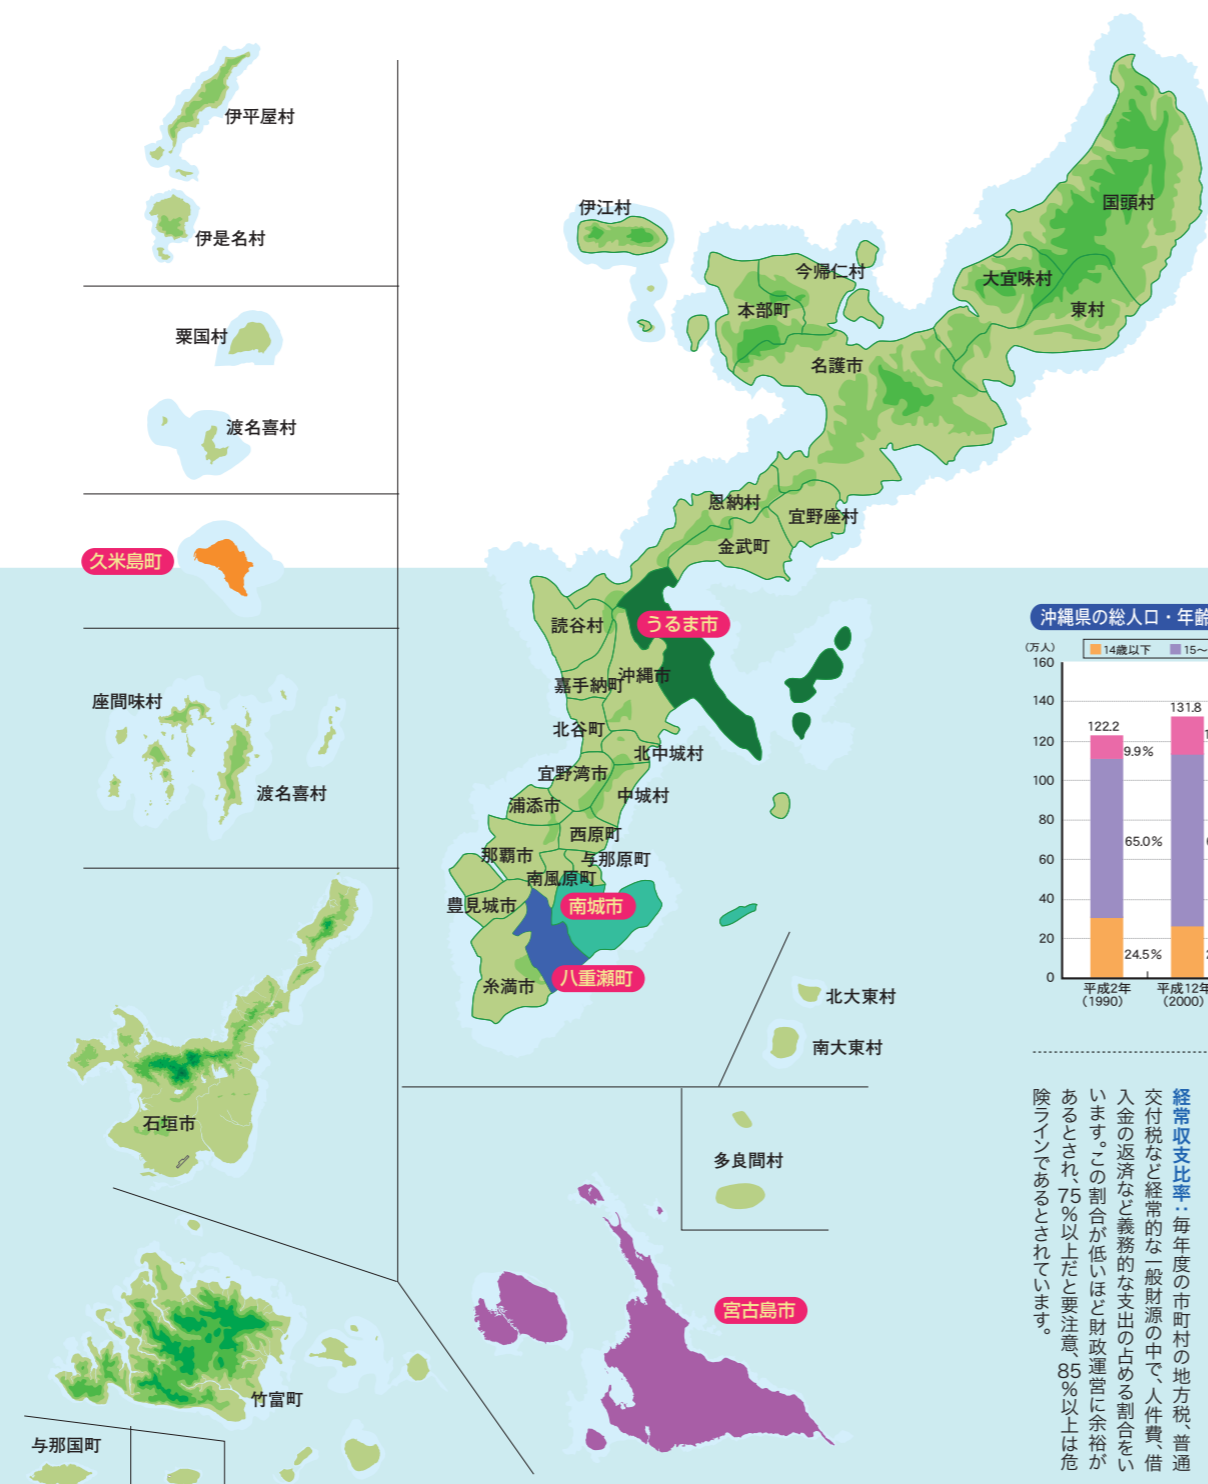 伊平屋村
伊是名村
粟国村
渡名喜村
久米島町
座間味村
渡名喜村
石垣市
竹富町
与那国町
伊江村
今帰仁村
本部町
名護市
国頭村
大宜味村
東村
恩納村
宜野座村
金武町
うるま市
読谷村
沖縄市
嘉手納町
北谷町
北中城村
宜野湾市
中城村
浦添市
西原町
那覇市
与那原町
南風原町
豊見城市
南城市
糸満市
八重瀬町
北大東村
南大東村
多良間村
宮古島市
沖縄県の総人口・年齢
(万人)
14歳以下
15〜
160
140
120
100
80
60
40
20
0
122.2
9.9%
65.0%
24.5%
131.8
平成2年
(1990)
平成12年
(2000)
経常収支比率：毎年度の市町村の地方税、普通
交付税など経常的な一般財源の中で、人件費、借
入金の返済など義務的な支出の占める割合をい
います。この割合が低いほど財政運営に余裕が
あるとされ、75％以上だと要注意、85％以上は危
険ラインであるとされています。